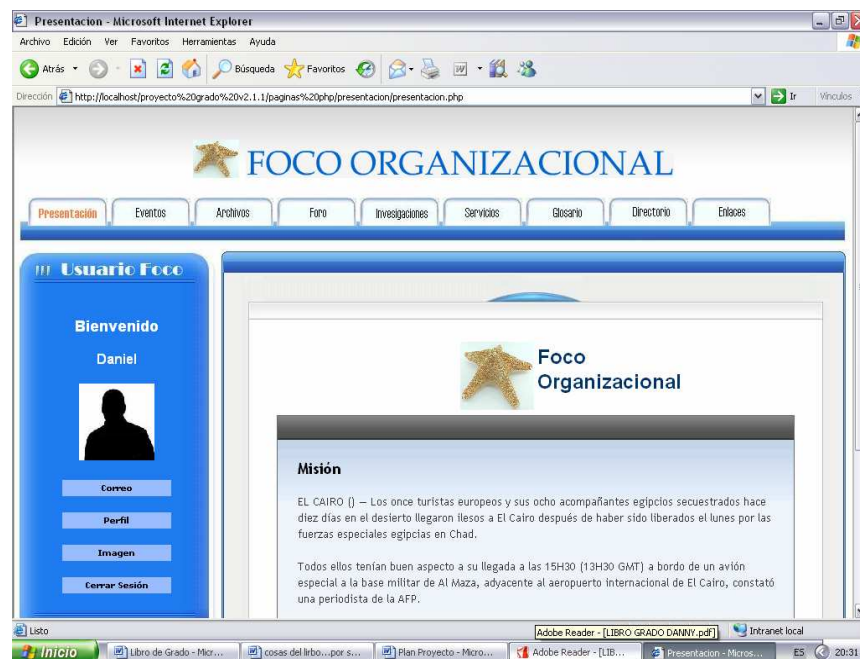 Presentacion - Microsoft Internet Explorer
Archivo Edición Ver Favoritos Herramientas Ayuda
Atrás Búsqueda Favoritos
Dirección http://localhost/proyecto%20grado%20v2.1.1/paginas%20php/presentacion/presentacion.php Ir Vínculos
FOCO ORGANIZACIONAL
Presentación Eventos Archivos Foro Invesigaciones Servicios Glosario Directorio Enlaces
Usuario Foco
Bienvenido
Daniel
Correo
Perfil
Imagen
Cerrar Sesión
Foco
Organizacional
Misión
EL CAIRO () — Los once turistas europeos y sus ocho acompañantes egipcios secuestrados hace
diez días en el desierto llegaron ilesos a El Cairo después de haber sido liberados el lunes por las
fuerzas especiales egipcias en Chad.
Todos ellos tenían buen aspecto a su llegada a las 15H30 (13H30 GMT) a bordo de un avión
especial a la base militar de Al Maza, adyacente al aeropuerto internacional de El Cairo, constató
una periodista de la AFP.
Listo Adobe Reader - [LIBRO GRADO DANNY.pdf] Intranet local
Inicio Libro de Grado - Micr... cosas del lirbo...por s... Plan Proyecto - Micro... Adobe Reader - [LIB... Presentacion - Micros... ES 20:31